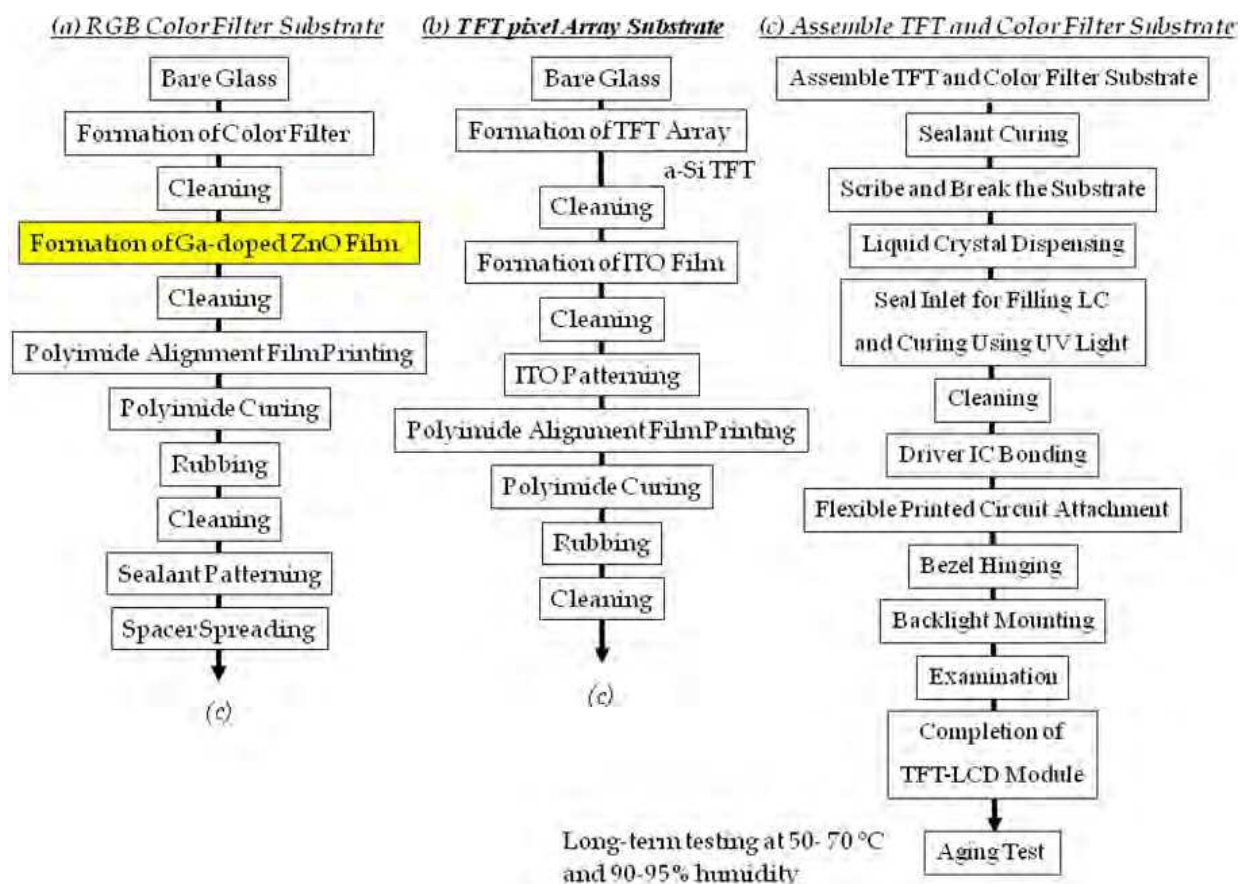 (a) RGB Color Filter Substrate
Bare Glass
Formation of Color Filter
Cleaning
Formation of Ga-doped ZnO Film
Cleaning
Polyimide Alignment Film Printing
Polyimide Curing
Rubbing
Cleaning
Sealant Patterning
Spacer Spreading
(c)
(b) TFT pixel Array Substrate
Bare Glass
Formation of TFT Array
a-Si TFT
Cleaning
Formation of ITO Film
Cleaning
ITO Patterning
Polyimide Alignment Film Printing
Polyimide Curing
Rubbing
Cleaning
(c)
(c) Assemble TFT and Color Filter Substrate
Assemble TFT and Color Filter Substrate
Sealant Curing
Scribe and Break the Substrate
Liquid Crystal Dispensing
Seal Inlet for Filling LC
and Curing Using UV Light
Cleaning
Driver IC Bonding
Flexible Printed Circuit Attachment
Bezel Hinging
Backlight Mounting
Examination
Completion of
TFT-LCD Module
Aging Test
Long-term testing at 50- 70 °C
and 90-95% humidity